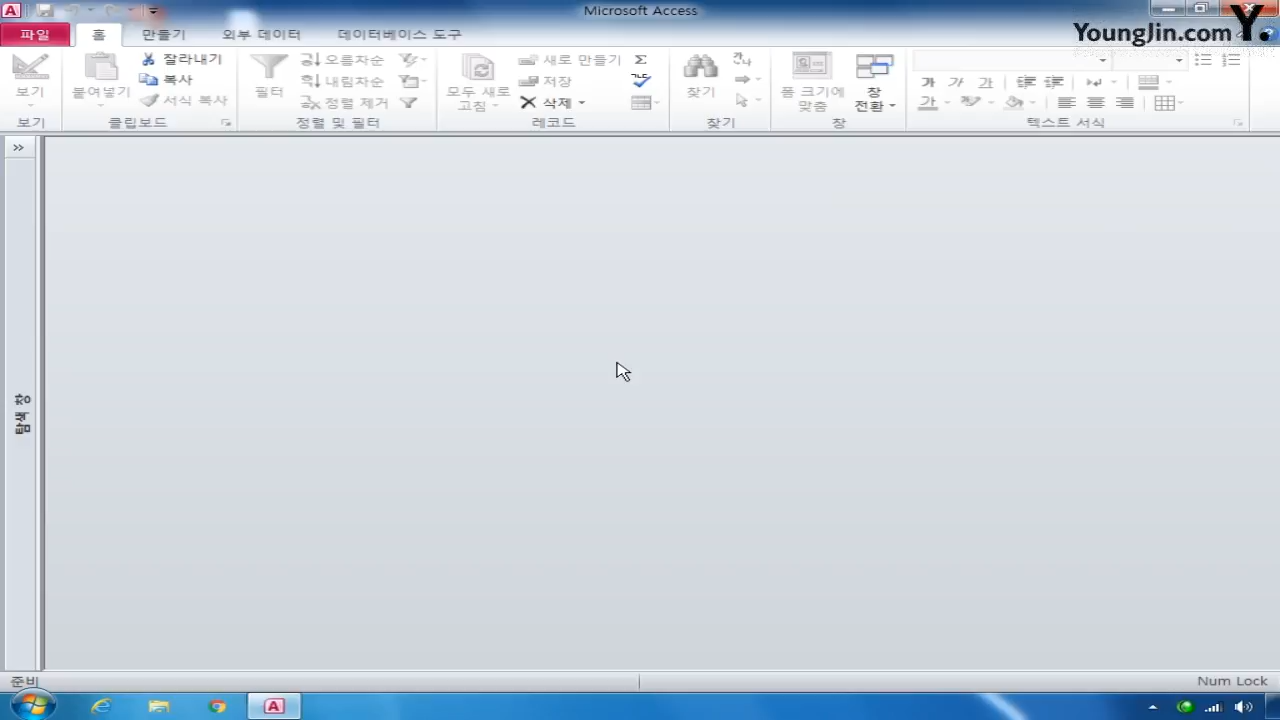 Microsoft Access
YoungJin.com Y.
파일 홈 만들기 외부 데이터 데이터베이스 도구
보기
보기
붙여넣기
잘라내기
복사
서식 복사
클립보드
필터
오름차순
내림차순
정렬 제거
정렬 및 필터
모두 새로
고침
새로 만들기
저장
삭제
레코드
찾기
찾기
폼 크기에
맞춤
창
전환
창
가 가 가
가
텍스트 서식
탐색 창
준비
Num Lock